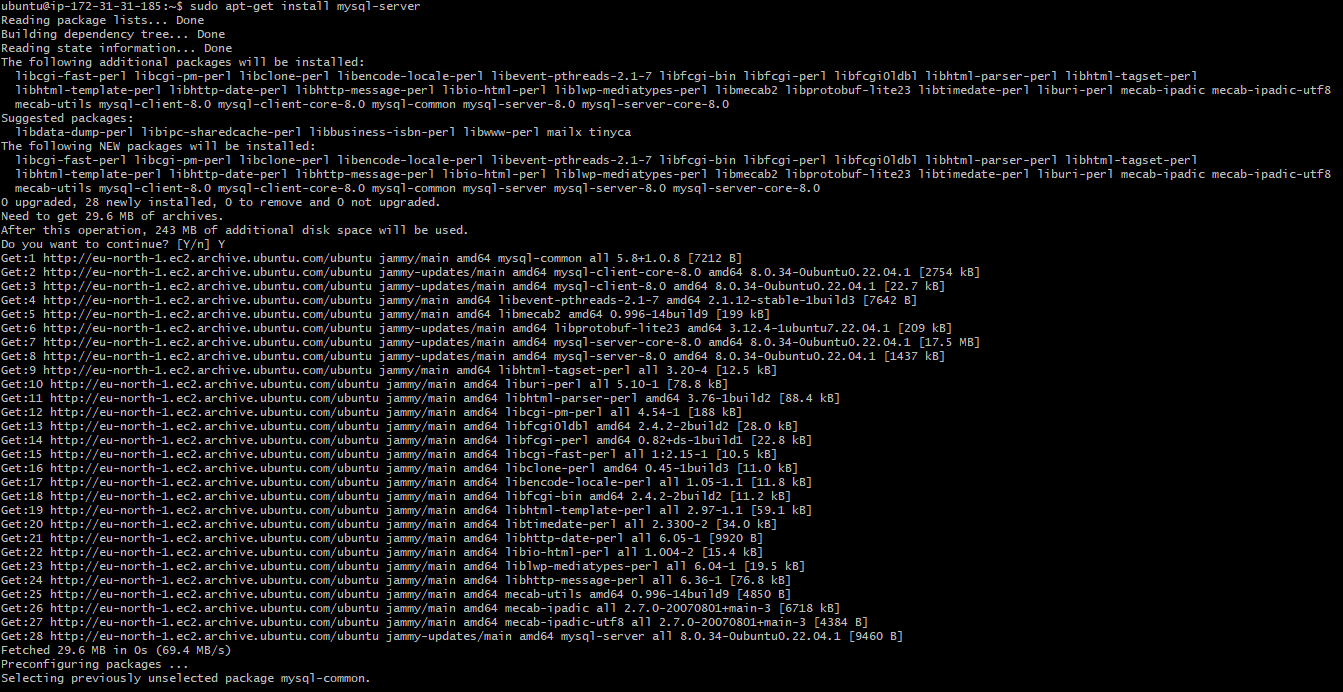 ubuntu@ip-172-31-31-185:~$ sudo apt-get install mysql-server
Reading package lists... Done
Building dependency tree... Done
Reading state information... Done
The following additional packages will be installed:
  libcgi-fast-perl libcgi-pm-perl libclone-perl libencode-locale-perl libevent-pthreads-2.1-7 libfcgi-bin libfcgi-perl libfcgi0ldbl libhtml-parser-perl libhtml-tagset-perl
  libhtml-template-perl libhttp-date-perl libhttp-message-perl libio-html-perl liblwp-mediatypes-perl libmecab2 libprotobuf-lite23 libtimedate-perl liburi-perl mecab-ipadic mecab-ipadic-utf8
  mecab-utils mysql-client-8.0 mysql-client-core-8.0 mysql-common mysql-server-8.0 mysql-server-core-8.0
Suggested packages:
  libdata-dump-perl libipc-sharedcache-perl libbusiness-isbn-perl libwww-perl mailx tinyca
The following NEW packages will be installed:
  libcgi-fast-perl libcgi-pm-perl libclone-perl libencode-locale-perl libevent-pthreads-2.1-7 libfcgi-bin libfcgi-perl libfcgi0ldbl libhtml-parser-perl libhtml-tagset-perl
  libhtml-template-perl libhttp-date-perl libhttp-message-perl libio-html-perl liblwp-mediatypes-perl libmecab2 libprotobuf-lite23 libtimedate-perl liburi-perl mecab-ipadic mecab-ipadic-utf8
  mecab-utils mysql-client-8.0 mysql-client-core-8.0 mysql-common mysql-server mysql-server-8.0 mysql-server-core-8.0
0 upgraded, 28 newly installed, 0 to remove and 0 not upgraded.
Need to get 29.6 MB of archives.
After this operation, 243 MB of additional disk space will be used.
Do you want to continue? [Y/n] Y
Get:1 http://eu-north-1.ec2.archive.ubuntu.com/ubuntu jammy/main amd64 mysql-common all 5.8+1.0.8 [7212 B]
Get:2 http://eu-north-1.ec2.archive.ubuntu.com/ubuntu jammy-updates/main amd64 mysql-client-core-8.0 amd64 8.0.34-0ubuntu0.22.04.1 [2754 kB]
Get:3 http://eu-north-1.ec2.archive.ubuntu.com/ubuntu jammy-updates/main amd64 mysql-client-8.0 amd64 8.0.34-0ubuntu0.22.04.1 [22.7 kB]
Get:4 http://eu-north-1.ec2.archive.ubuntu.com/ubuntu jammy/main amd64 libevent-pthreads-2.1-7 amd64 2.1.12-stable-1build3 [7642 B]
Get:5 http://eu-north-1.ec2.archive.ubuntu.com/ubuntu jammy/main amd64 libmecab2 amd64 0.996-14build9 [199 kB]
Get:6 http://eu-north-1.ec2.archive.ubuntu.com/ubuntu jammy-updates/main amd64 libprotobuf-lite23 amd64 3.12.4-1ubuntu7.22.04.1 [209 kB]
Get:7 http://eu-north-1.ec2.archive.ubuntu.com/ubuntu jammy-updates/main amd64 mysql-server-core-8.0 amd64 8.0.34-0ubuntu0.22.04.1 [17.5 MB]
Get:8 http://eu-north-1.ec2.archive.ubuntu.com/ubuntu jammy-updates/main amd64 mysql-server-8.0 amd64 8.0.34-0ubuntu0.22.04.1 [1437 kB]
Get:9 http://eu-north-1.ec2.archive.ubuntu.com/ubuntu jammy/main amd64 libhtml-tagset-perl all 3.20-4 [12.5 kB]
Get:10 http://eu-north-1.ec2.archive.ubuntu.com/ubuntu jammy/main amd64 liburi-perl all 5.10-1 [78.8 kB]
Get:11 http://eu-north-1.ec2.archive.ubuntu.com/ubuntu jammy/main amd64 libhtml-parser-perl amd64 3.76-1build2 [88.4 kB]
Get:12 http://eu-north-1.ec2.archive.ubuntu.com/ubuntu jammy/main amd64 libcgi-pm-perl all 4.54-1 [188 kB]
Get:13 http://eu-north-1.ec2.archive.ubuntu.com/ubuntu jammy/main amd64 libfcgi0ldbl amd64 2.4.2-2build2 [28.0 kB]
Get:14 http://eu-north-1.ec2.archive.ubuntu.com/ubuntu jammy/main amd64 libfcgi-perl amd64 0.82+ds-1build1 [22.8 kB]
Get:15 http://eu-north-1.ec2.archive.ubuntu.com/ubuntu jammy/main amd64 libcgi-fast-perl all 1:2.15-1 [10.5 kB]
Get:16 http://eu-north-1.ec2.archive.ubuntu.com/ubuntu jammy/main amd64 libclone-perl amd64 0.45-1build3 [11.0 kB]
Get:17 http://eu-north-1.ec2.archive.ubuntu.com/ubuntu jammy/main amd64 libencode-locale-perl all 1.05-1.1 [11.8 kB]
Get:18 http://eu-north-1.ec2.archive.ubuntu.com/ubuntu jammy/main amd64 libfcgi-bin amd64 2.4.2-2build2 [11.2 kB]
Get:19 http://eu-north-1.ec2.archive.ubuntu.com/ubuntu jammy/main amd64 libhtml-template-perl all 2.97-1.1 [59.1 kB]
Get:20 http://eu-north-1.ec2.archive.ubuntu.com/ubuntu jammy/main amd64 libtimedate-perl all 2.3300-2 [34.0 kB]
Get:21 http://eu-north-1.ec2.archive.ubuntu.com/ubuntu jammy/main amd64 libhttp-date-perl all 6.05-1 [9920 B]
Get:22 http://eu-north-1.ec2.archive.ubuntu.com/ubuntu jammy/main amd64 libio-html-perl all 1.004-2 [15.4 kB]
Get:23 http://eu-north-1.ec2.archive.ubuntu.com/ubuntu jammy/main amd64 liblwp-mediatypes-perl all 6.04-1 [19.5 kB]
Get:24 http://eu-north-1.ec2.archive.ubuntu.com/ubuntu jammy/main amd64 libhttp-message-perl all 6.36-1 [76.8 kB]
Get:25 http://eu-north-1.ec2.archive.ubuntu.com/ubuntu jammy/main amd64 mecab-utils amd64 0.996-14build9 [4850 B]
Get:26 http://eu-north-1.ec2.archive.ubuntu.com/ubuntu jammy/main amd64 mecab-ipadic all 2.7.0-20070801+main-3 [6718 kB]
Get:27 http://eu-north-1.ec2.archive.ubuntu.com/ubuntu jammy/main amd64 mecab-ipadic-utf8 all 2.7.0-20070801+main-3 [4384 B]
Get:28 http://eu-north-1.ec2.archive.ubuntu.com/ubuntu jammy-updates/main amd64 mysql-server all 8.0.34-0ubuntu0.22.04.1 [9460 B]
Fetched 29.6 MB in 0s (69.4 MB/s)
Preconfiguring packages ...
Selecting previously unselected package mysql-common.